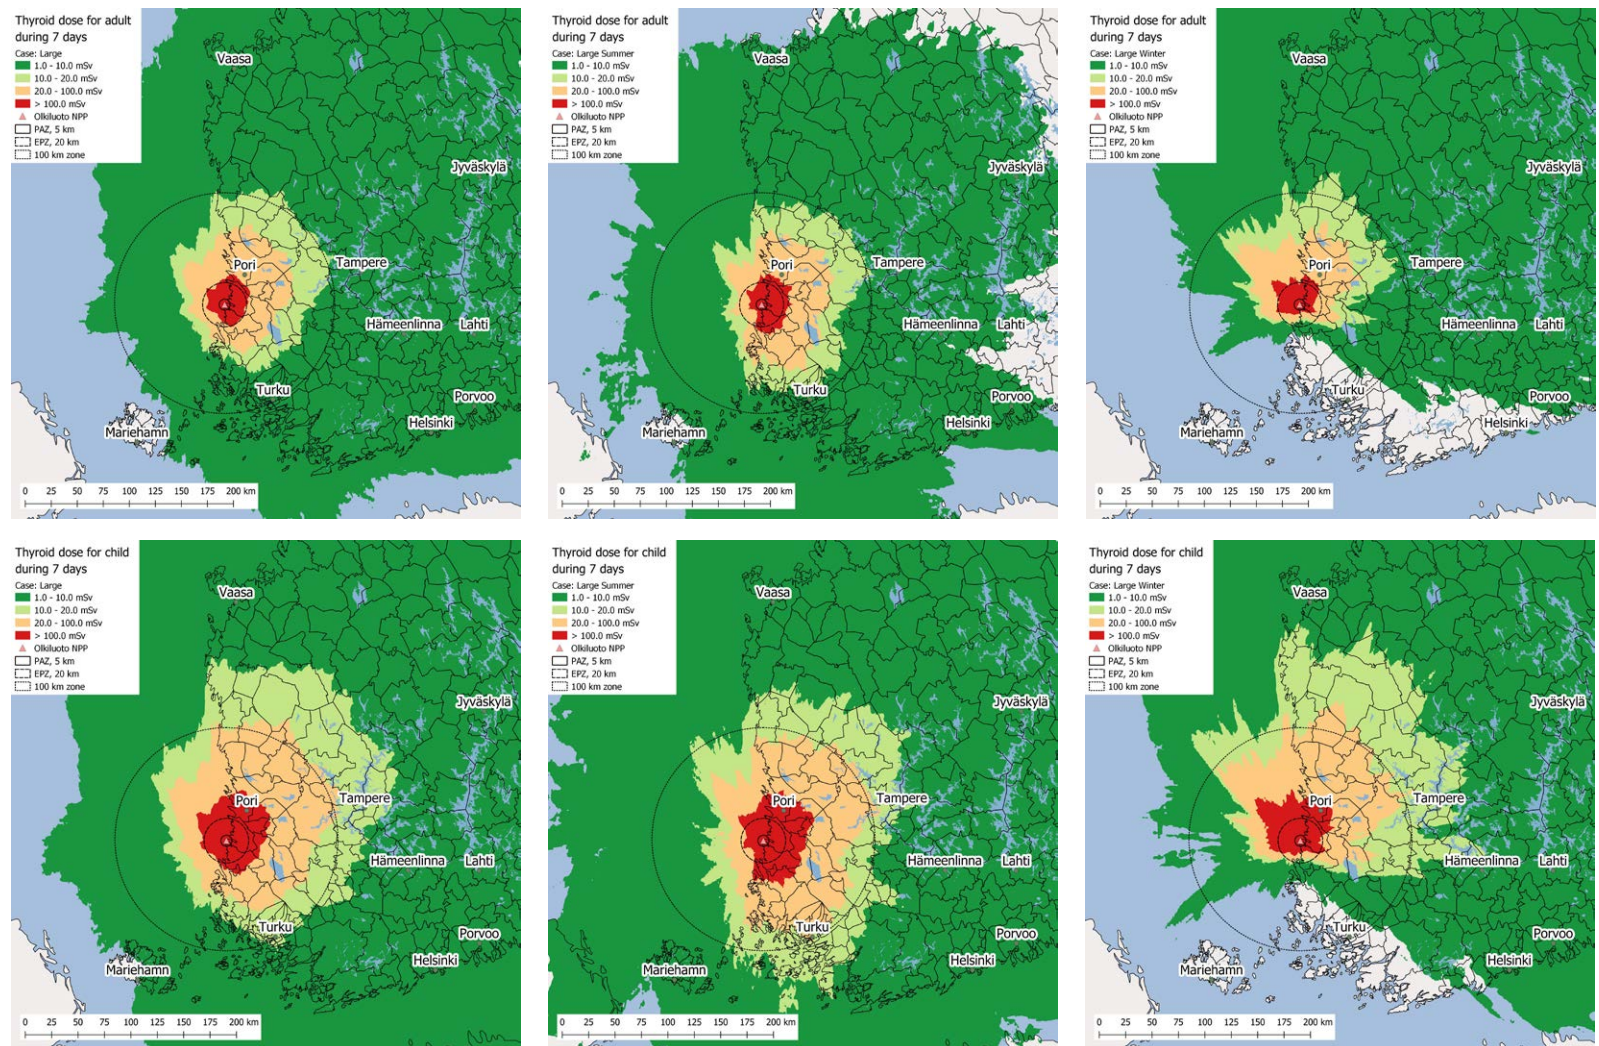 Thyroid dose for adult
during 7 days
Case: Large
1.0 - 10.0 mSv
10.0 - 20.0 mSv
20.0 - 100.0 mSv
> 100.0 mSv
Olkiluoto NPP
PAZ, 5 km
EPZ, 20 km
100 km zone
Vaasa
Jyväskylä
Pori
Tampere
Hämeenlinna
Lahti
Turku
Porvoo
Helsinki
Mariehamn
0 25 50 75 100 125 150 175 200 km
Thyroid dose for adult
during 7 days
Case: Large Summer
1.0 - 10.0 mSv
10.0 - 20.0 mSv
20.0 - 100.0 mSv
> 100.0 mSv
Olkiluoto NPP
PAZ, 5 km
EPZ, 20 km
100 km zone
Vaasa
Jyväskylä
Pori
Tampere
Hämeenlinna
Lahti
Turku
Porvoo
Helsinki
Mariehamn
0 25 50 75 100 125 150 175 200 km
Thyroid dose for adult
during 7 days
Case: Large Winter
1.0 - 10.0 mSv
10.0 - 20.0 mSv
20.0 - 100.0 mSv
> 100.0 mSv
Olkiluoto NPP
PAZ, 5 km
EPZ, 20 km
100 km zone
Vaasa
Jyväskylä
Pori
Tampere
Hämeenlinna
Lahti
Turku
Porvoo
Helsinki
Mariehamn
0 25 50 75 100 125 150 175 200 km
Thyroid dose for child
during 7 days
Case: Large
1.0 - 10.0 mSv
10.0 - 20.0 mSv
20.0 - 100.0 mSv
> 100.0 mSv
Olkiluoto NPP
PAZ, 5 km
EPZ, 20 km
100 km zone
Vaasa
Jyväskylä
Pori
Tampere
Hämeenlinna
Lahti
Turku
Porvoo
Helsinki
Mariehamn
0 25 50 75 100 125 150 175 200 km
Thyroid dose for child
during 7 days
Case: Large Summer
1.0 - 10.0 mSv
10.0 - 20.0 mSv
20.0 - 100.0 mSv
> 100.0 mSv
Olkiluoto NPP
PAZ, 5 km
EPZ, 20 km
100 km zone
Vaasa
Jyväskylä
Pori
Tampere
Hämeenlinna
Lahti
Turku
Porvoo
Helsinki
Mariehamn
0 25 50 75 100 125 150 175 200 km
Thyroid dose for child
during 7 days
Case: Large Winter
1.0 - 10.0 mSv
10.0 - 20.0 mSv
20.0 - 100.0 mSv
> 100.0 mSv
Olkiluoto NPP
PAZ, 5 km
EPZ, 20 km
100 km zone
Vaasa
Jyväskylä
Pori
Tampere
Hämeenlinna
Lahti
Turku
Porvoo
Helsinki
Mariehamn
0 25 50 75 100 125 150 175 200 km